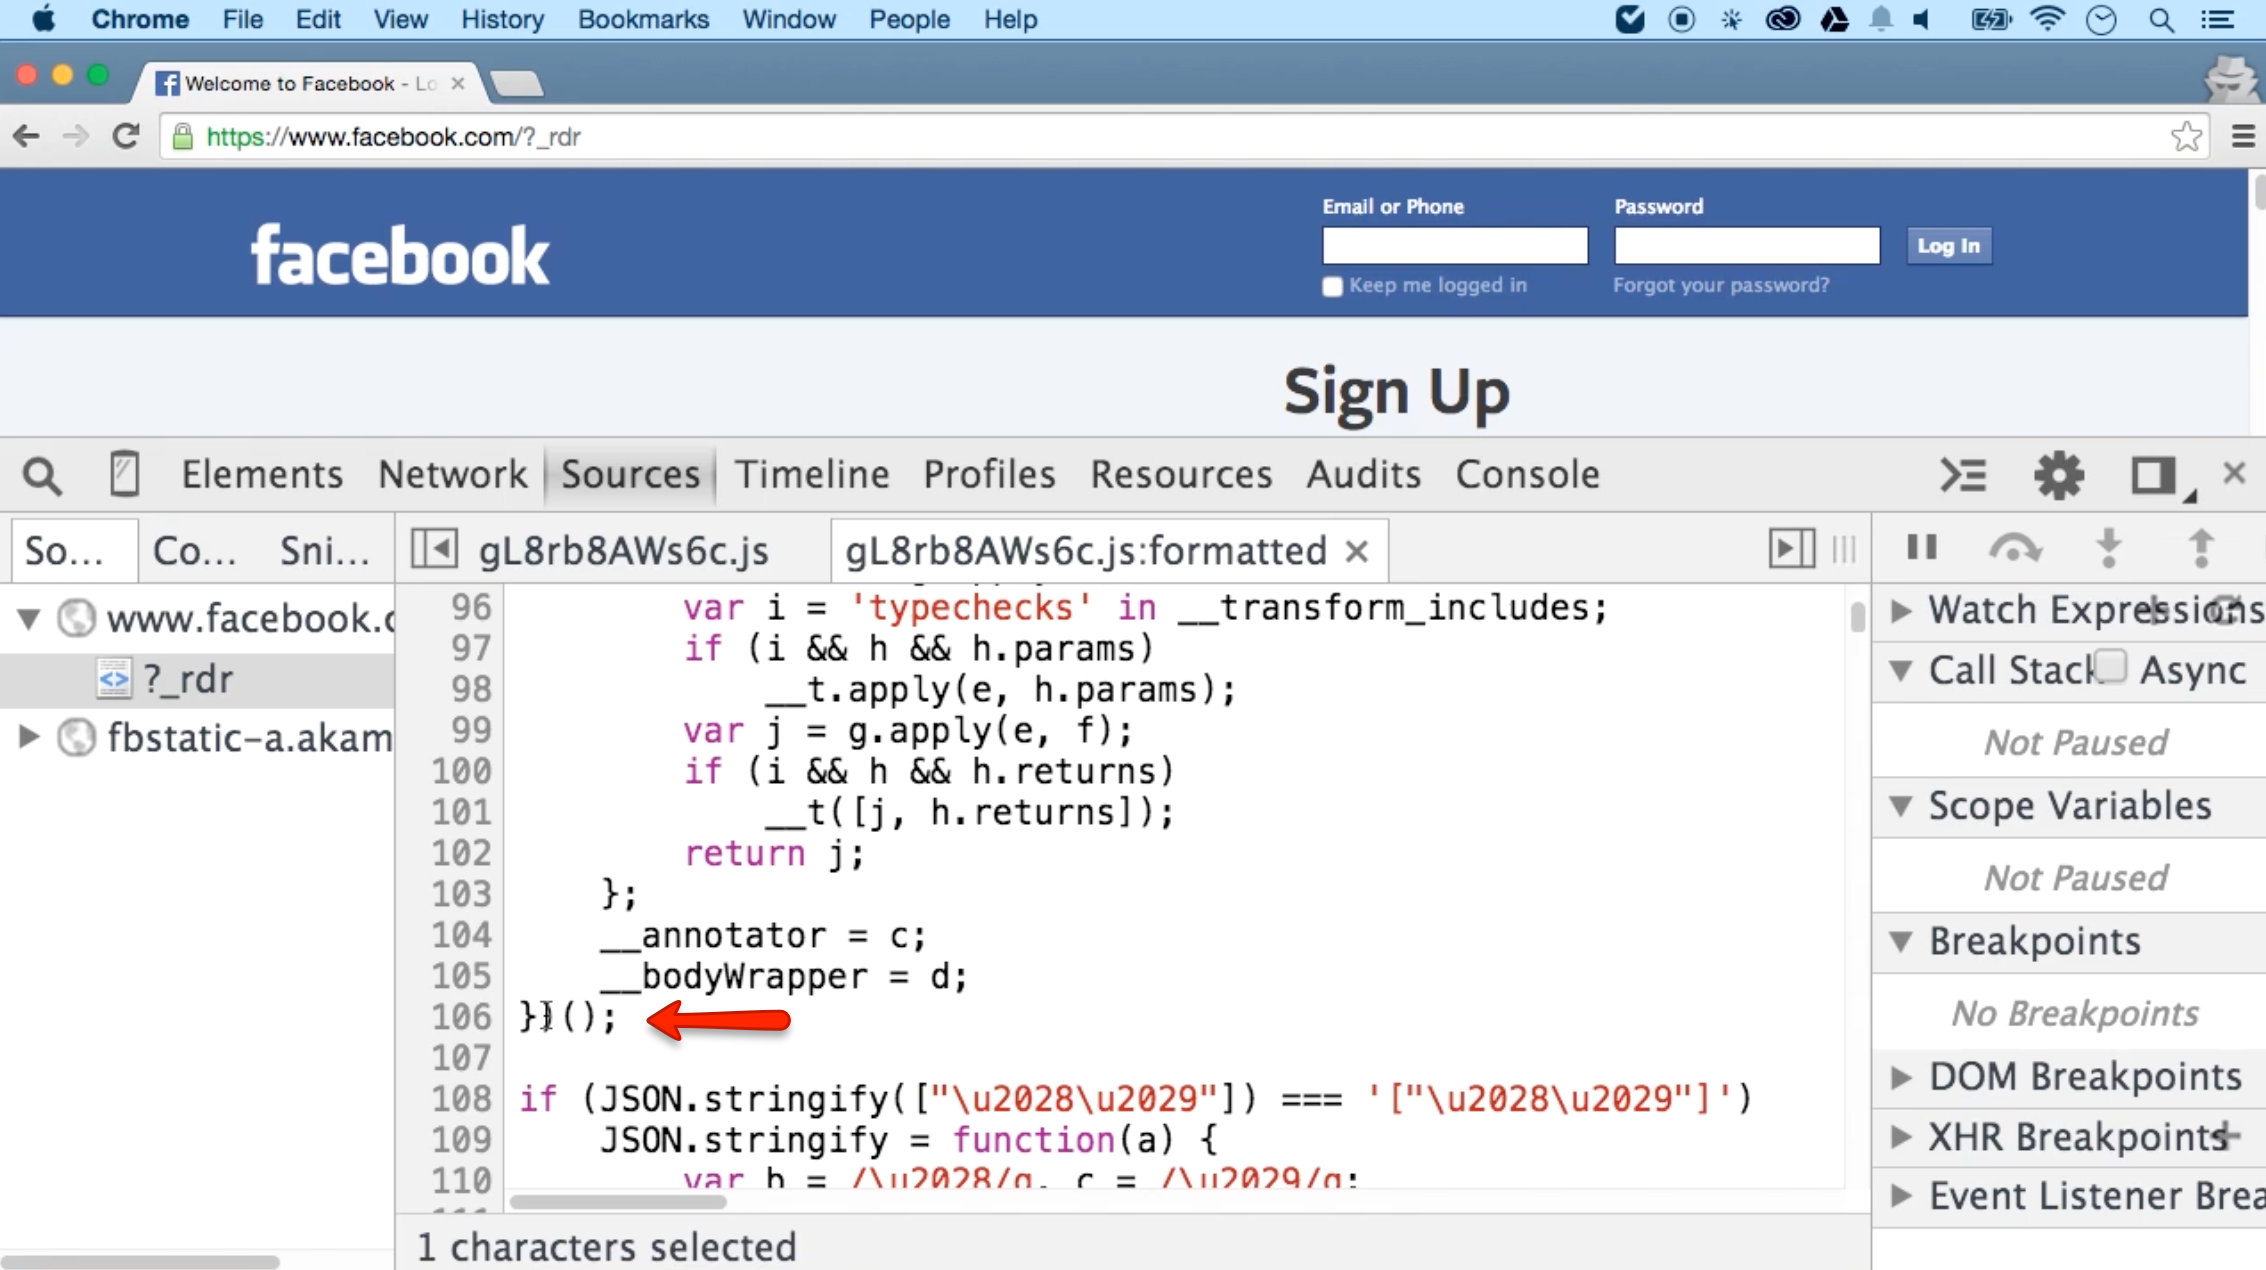 Chrome File Edit View History Bookmarks Window People Help
Welcome to Facebook - Lo
https://www.facebook.com/?_rdr
facebook
Email or Phone Password
Log In
Keep me logged in Forgot your password?
Sign Up
Elements Network Sources Timeline Profiles Resources Audits Console
So... Co... Sni... gL8rb8AWs6c.js gL8rb8AWs6c.js:formatted
www.facebook.c
?_rdr
fbstatic-a.akam
96 var i = 'typechecks' in __transform_includes;
97 if (i && h && h.params)
98 __t.apply(e, h.params);
99 var j = g.apply(e, f);
100 if (i && h && h.returns)
101 __t([j, h.returns]);
102 return j;
103 };
104 __annotator = c;
105 __bodyWrapper = d;
106 })();
107
108 if (JSON.stringify(["\u2028\u2029"]) === '["\u2028\u2029"]')
109 JSON.stringify = function(a) {
110 var b = /\u2028/g, c = /\u2029/g;
1 characters selected
Watch Expressions
Call Stack Async
Not Paused
Scope Variables
Not Paused
Breakpoints
No Breakpoints
DOM Breakpoints
XHR Breakpoints
Event Listener Brea